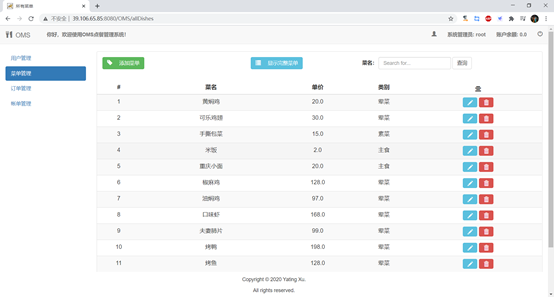 所有菜单
不安全 | 39.106.65.85:8080/OMS/allDishes
OMS
你好，欢迎使用OMS点餐管理系统！
系统管理员: root
账户余额: 0.0
用户管理
菜单管理
订单管理
帐单管理
添加菜单
显示完整菜单
菜名：
Search for...
查询
# 菜名 单价 类别
1 黄焖鸡 20.0 荤菜
2 可乐鸡翅 30.0 荤菜
3 手撕包菜 15.0 素菜
4 米饭 2.0 主食
5 重庆小面 20.0 主食
6 椒麻鸡 128.0 荤菜
7 油焖鸡 97.0 荤菜
8 口味虾 168.0 荤菜
9 夫妻肺片 99.0 荤菜
10 烤鸭 198.0 荤菜
11 烤鱼 128.0 荤菜
Copyright © 2020 Yating Xu.
All rights reserved.